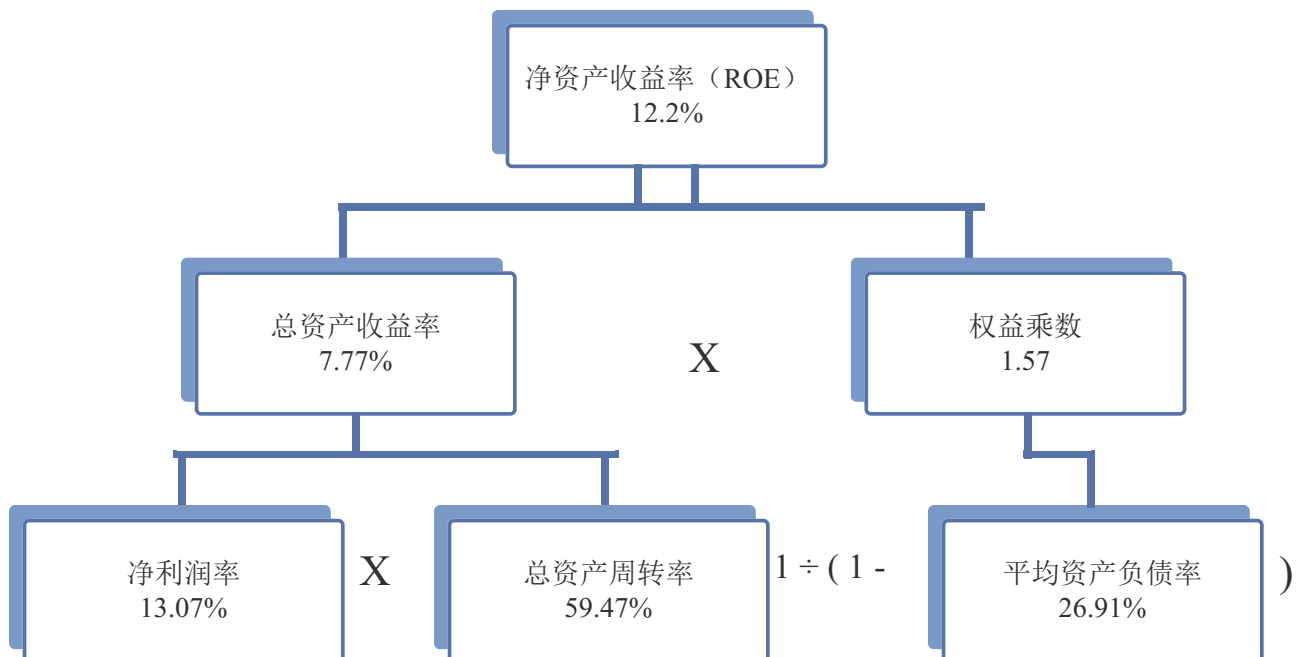 净资产收益率（ROE）
12.2%
总资产收益率
7.77%
X
权益乘数
1.57
净利润率
13.07%
X
总资产周转率
59.47%
1 ÷ ( 1 -
平均资产负债率
26.91%
)